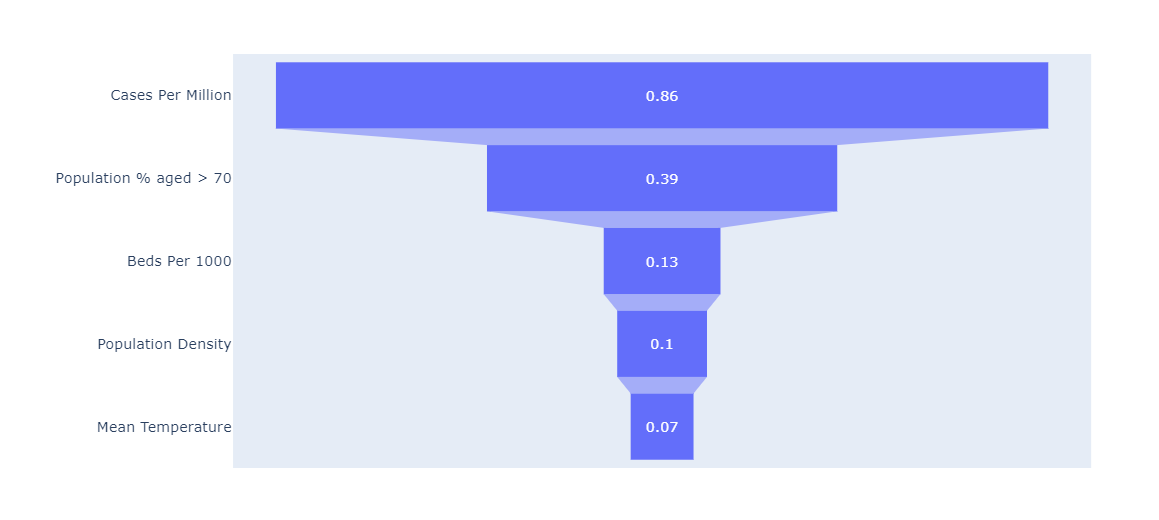 Cases Per Million 0.86
Population % aged > 70 0.39
Beds Per 1000 0.13
Population Density 0.1
Mean Temperature 0.07